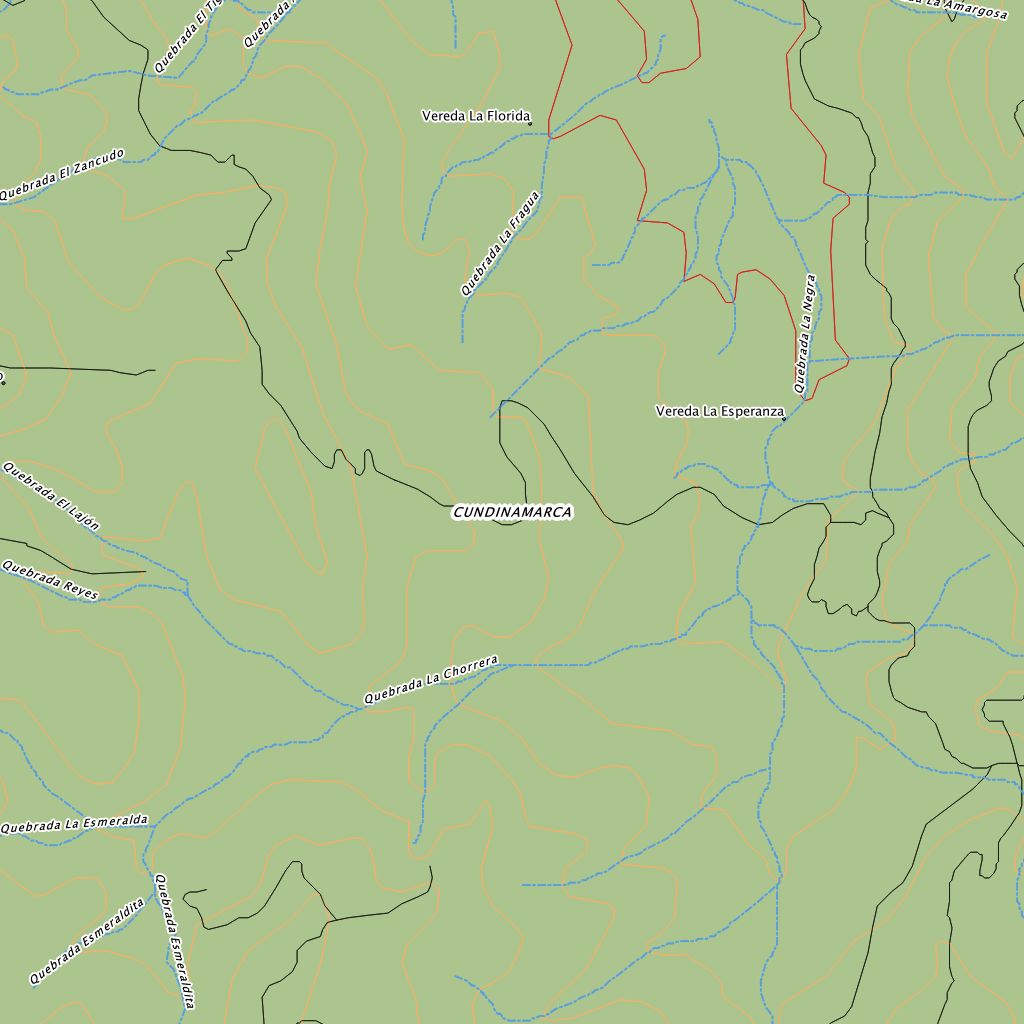 Quebrada El Tig
Quebrada
La Amargosa
Vereda La Florida
Quebrada El Zancudo
Quebrada La Fragua
Quebrada La Negra
Vereda La Esperanza
Quebrada El Lajón
CUNDINAMARCA
Quebrada Reyes
Quebrada La Chorrera
Quebrada La Esmeralda
Quebrada Esmeraldita
Quebrada Esmeraldita